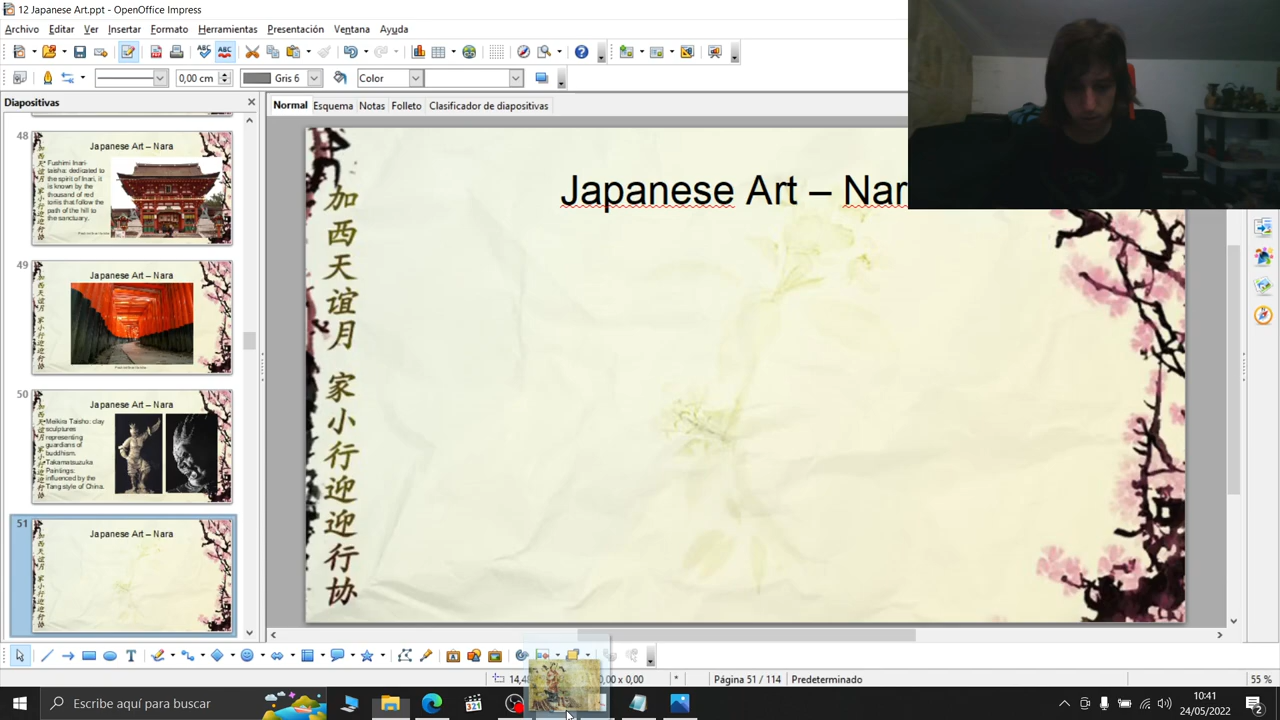 12 Japanese Art.ppt - OpenOffice Impress
Archivo Editar Ver Insertar Formato Herramientas Presentación Ventana Ayuda
0,00 cm Gris 6 Color
Diapositivas
Normal Esquema Notas Folleto Clasificador de diapositivas
48
Japanese Art – Nara
Fushimi Inari-
taisha: dedicated to
the spirit of Inari, it
is known by the
thousand of red
toriis that follow the
path of the hill to
the sanctuary.
49
Japanese Art – Nara
50
Japanese Art – Nara
Meikira Taisho: clay
sculptures
representing
guardians of
buddhism.
Takamatsuzuka
Paintings:
influenced by the
Tang style of China.
51
Japanese Art – Nara
Japanese Art – Nar
加
西
天
谊
月
家
小
行
迎
迎
行
协
Página 51 / 114 Predeterminado
55 %
Escribe aquí para buscar
321
10:41
24/05/2022
2